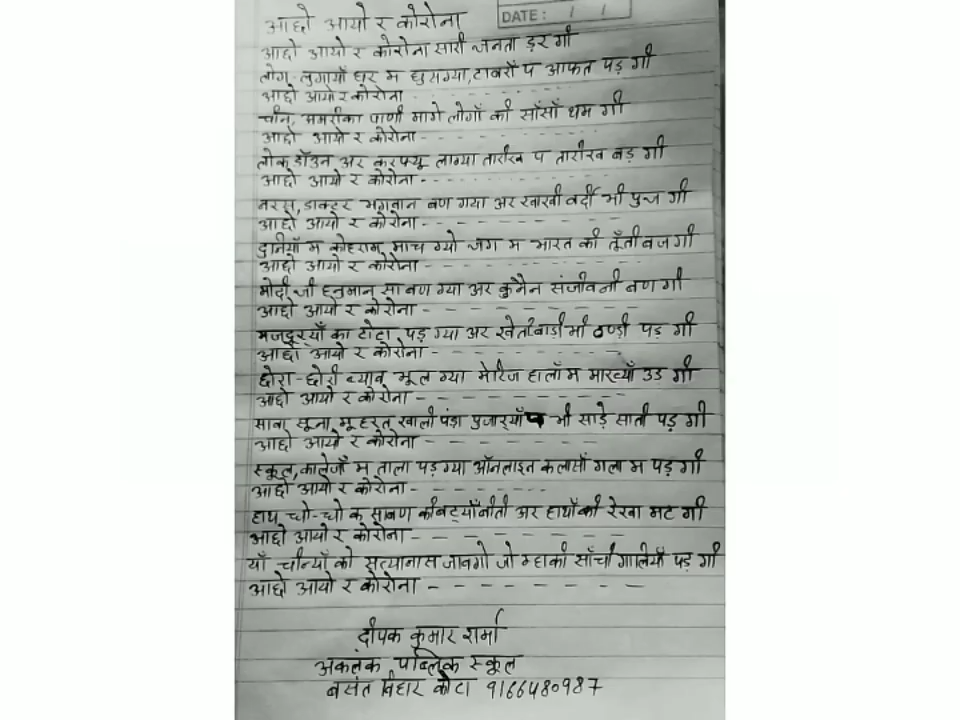 आछो आयो र कोरोना
DATE: / /
आछो आयो र कोरोना सारी जनता ड़र गी
लोग-लुगायाँ घर म घुसग्या,टाबराँ प आफत पड़ गी
आछो आयो र कोरोना - - - - - - - - -
चीन, अमरीका पाणी मागे लोगाँ की साँसाँ थम गी
आछो आयो र कोरोना - - - - - - - - -
लोकडॉउन अर करफ्यू लाग्या तारीख प तारीख बड़ गी
आछो आयो र कोरोना - - - - - - - - -
नरस,डाक्टर भगवान बण गया अर खाखी वर्दी भी पुज गी
आछो आयो र कोरोना - - - - - - - - -
दुनियाँ म कोहराम माच ग्यो जग म भारत की तूँती बज गी
आछो आयो र कोरोना - - - - - - - - -
मोदी जी हनुमान सा बण ग्या अर कुनैन संजीवनी बण गी
आछो आयो र कोरोना - - - - - - - - -
मजदूर्याँ का टोटा पड़ ग्या अर खेतीबाड़ी भी ठण्डी पड़ गी
आछो आयो र कोरोना - - - - - - - - -
छोरा-छोरी ब्याव भूल ग्या मेरिज हालाँ म माख्याँ उड़ गी
आछो आयो र कोरोना - - - - - - - - -
सावा सूना मूहरत खाली पंडा पुजार्याँ प भी साड़े साती पड़ गी
आछो आयो र कोरोना - - - - - - -
स्कूल,कालेजाँ म ताला पड़ ग्या ऑनलाइन कलासाँ गला म पड़ गी
आछो आयो र कोरोना - - - - - - - - -
हाथ धो-धो क साबण की बट्याँ बीती अर हाथाँ की रेखा मट गी
आछो आयो र कोरोना - - - - - - - -
याँ चीन्याँ को सत्यानास जावगो जो म्हाकी साँची गालियाँ पड़ गी
आछो आयो र कोरोना - - - - - - - -
दीपक कुमार शर्मा
अकलंक पब्लिक स्कूल
बसंत विहार कोटा 9166480987